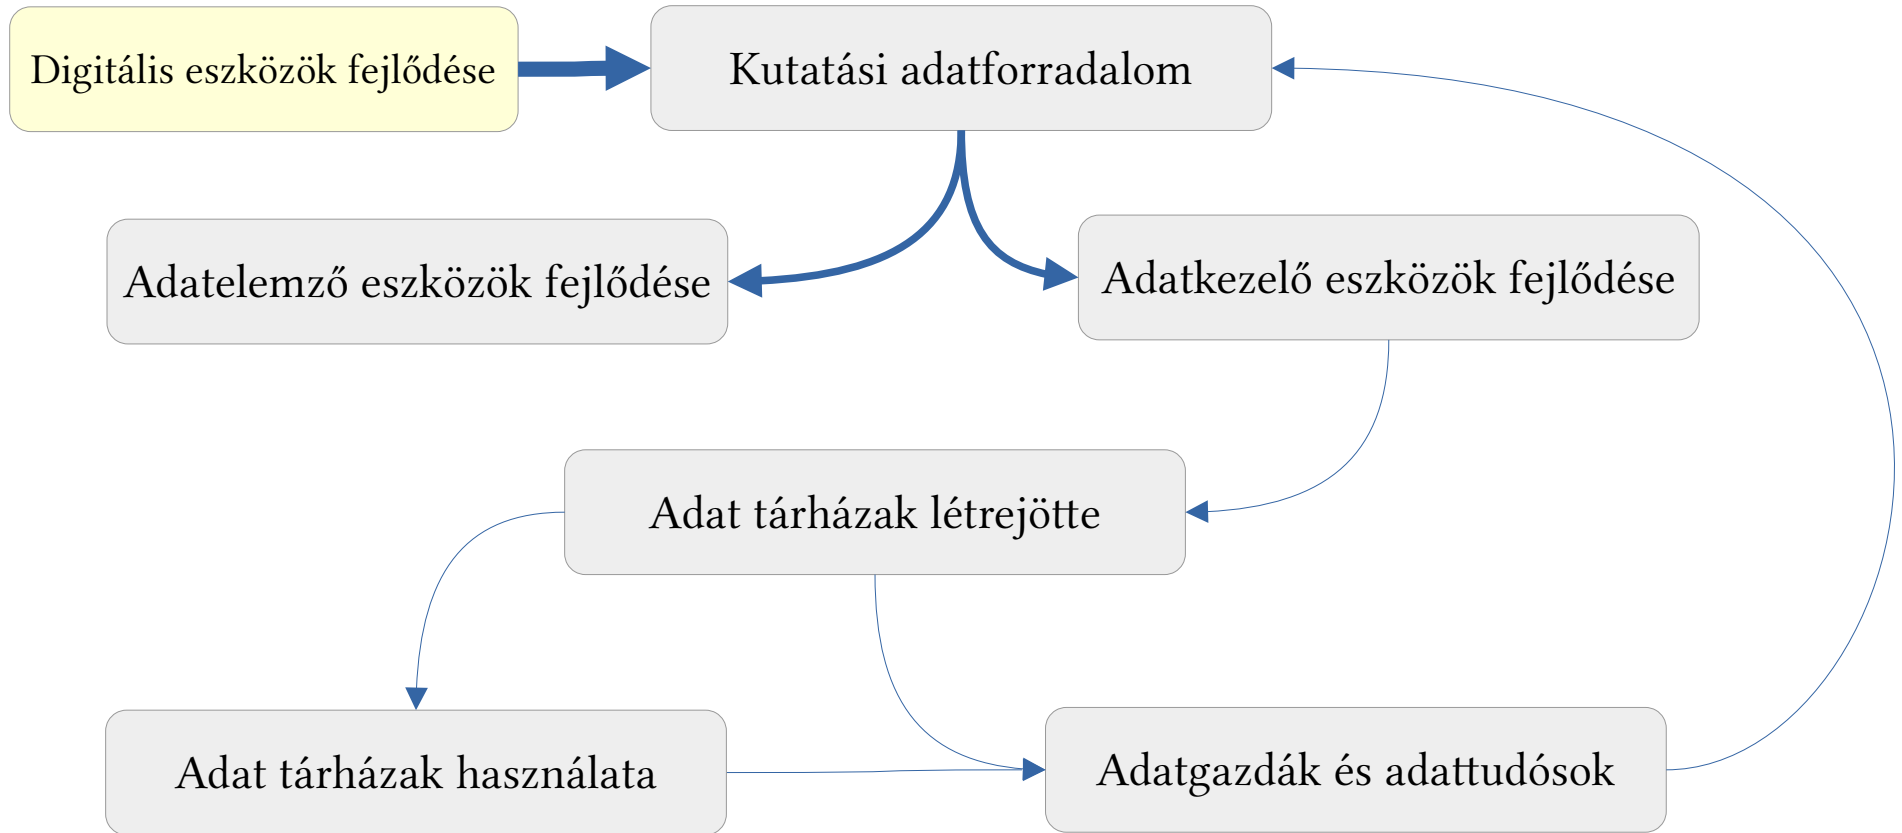 Digitális eszközök fejlődése
Kutatási adatforradalom
Adatelemző eszközök fejlődése
Adatkezelő eszközök fejlődése
Adat tárházak létrejötte
Adat tárházak használata
Adatgazdák és adattudósok